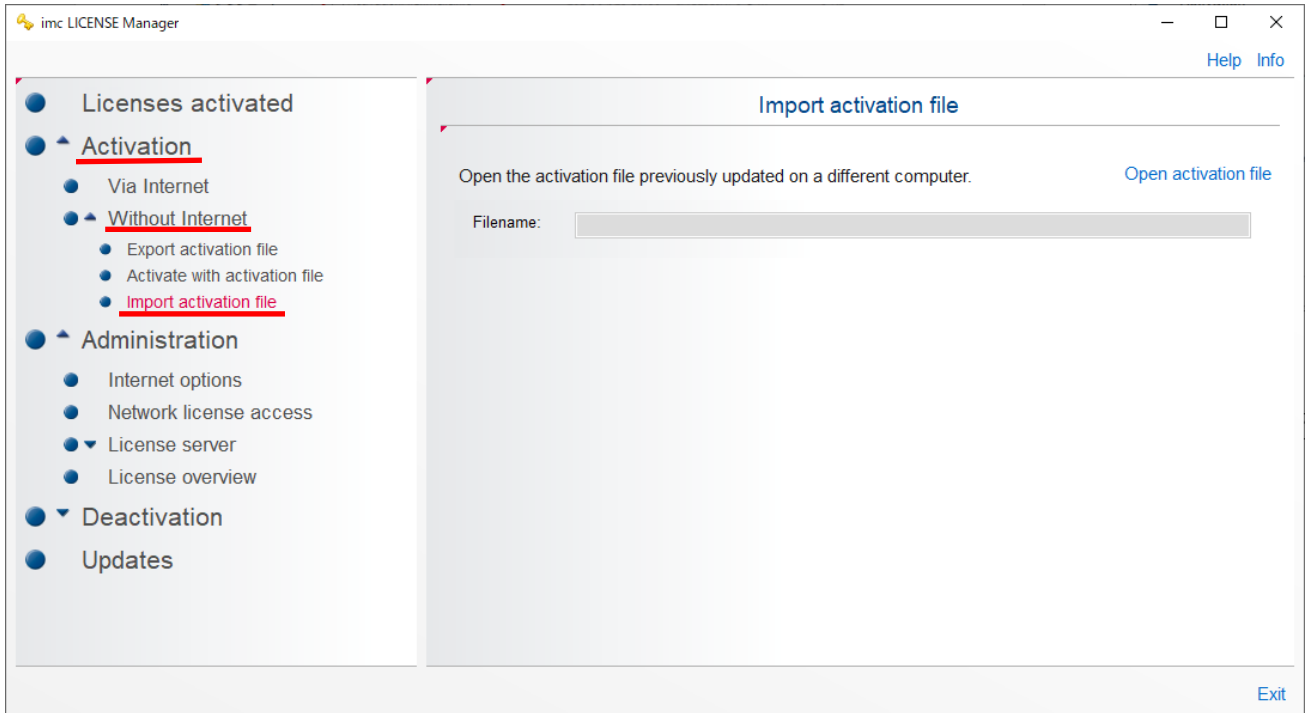 imc LICENSE Manager
Help Info
Licenses activated
Activation
Via Internet
Without Internet
Export activation file
Activate with activation file
Import activation file
Administration
Internet options
Network license access
License server
License overview
Deactivation
Updates
Import activation file
Open the activation file previously updated on a different computer.
Open activation file
Filename:
Exit